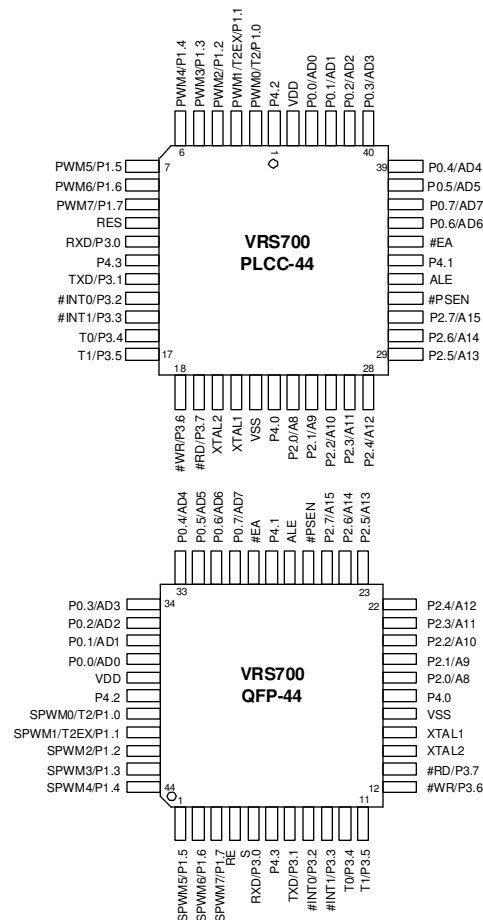 PWM4/P1.4
PWM3/P1.3
PWM2/P1.2
PWM1/T2EX/P1.1
PWM0/T2/P1.0
P4.2
VDD
P0.0/AD0
P0.1/AD1
P0.2/AD2
P0.3/AD3
6
1
40
7
39
PWM5/P1.5
PWM6/P1.6
PWM7/P1.7
RES
RXD/P3.0
P4.3
TXD/P3.1
#INT0/P3.2
#INT1/P3.3
T0/P3.4
T1/P3.5
VRS700
PLCC-44
P0.4/AD4
P0.5/AD5
P0.7/AD7
P0.6/AD6
#EA
P4.1
ALE
#PSEN
P2.7/A15
P2.6/A14
P2.5/A13
17
29
18
28
#WR/P3.6
#RD/P3.7
XTAL2
XTAL1
VSS
P4.0
P2.0/A8
P2.1/A9
P2.2/A10
P2.3/A11
P2.4/A12
P0.4/AD4
P0.5/AD5
P0.6/AD6
P0.7/AD7
#EA
P4.1
ALE
#PSEN
P2.7/A15
P2.6/A14
P2.5/A13
33
23
34
22
P0.3/AD3
P0.2/AD2
P0.1/AD1
P0.0/AD0
VDD
P4.2
SPWM0/T2/P1.0
SPWM1/T2EX/P1.1
SPWM2/P1.2
SPWM3/P1.3
SPWM4/P1.4
VRS700
QFP-44
P2.4/A12
P2.3/A11
P2.2/A10
P2.1/A9
P2.0/A8
P4.0
VSS
XTAL1
XTAL2
#RD/P3.7
#WR/P3.6
44
12
1
11
SPWM5/P1.5
SPWM6/P1.6
SPWM7/P1.7
RE
S
RXD/P3.0
P4.3
TXD/P3.1
#INT0/P3.2
#INT1/P3.3
T0/P3.4
T1/P3.5